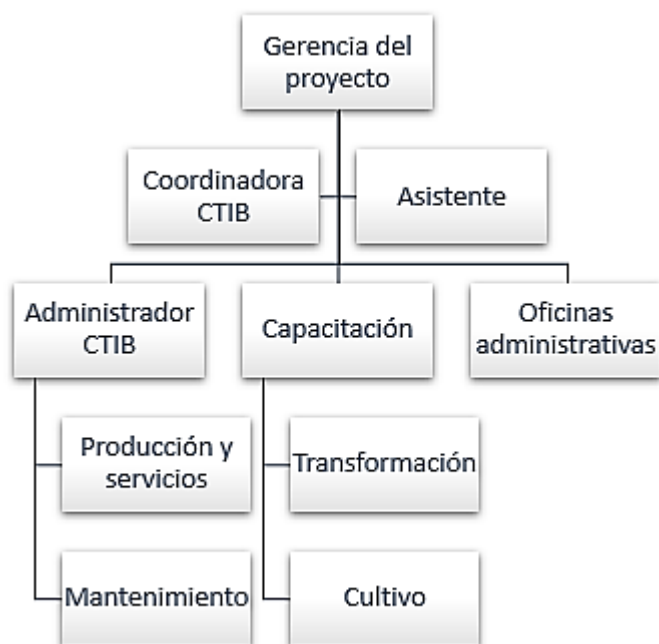 Gerencia del
proyecto
Coordinadora
CTIB
Asistente
Administrador
CTIB
Capacitación
Oficinas
administrativas
Producción y
servicios
Transformación
Mantenimiento
Cultivo